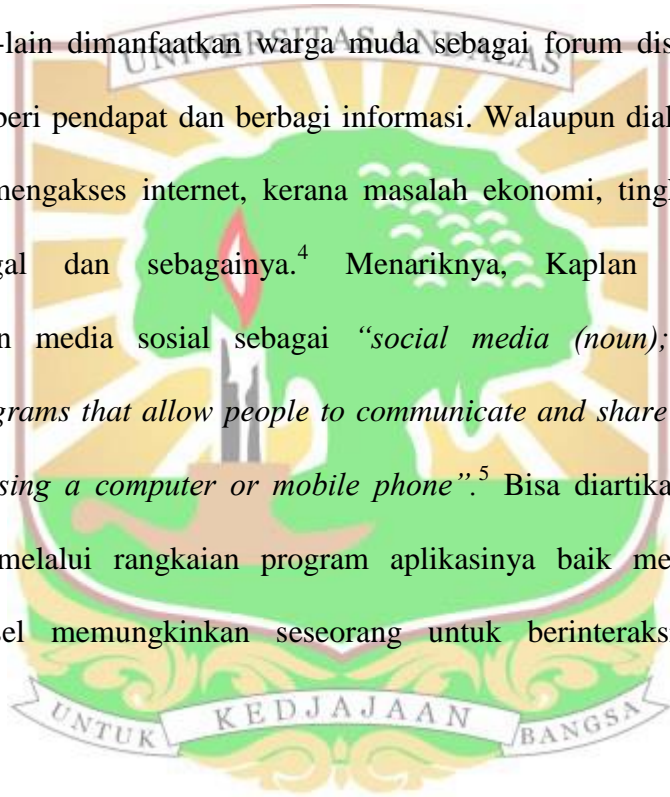 UNIVERSITAS ANDALAS
-lain dimanfaatkan warga muda sebagai forum dis
beri pendapat dan berbagi informasi. Walaupun dial
mengakses internet, kerana masalah ekonomi, ting
gal dan sebagainya.4 Menariknya, Kaplan
n media sosial sebagai “social media (noun);
grams that allow people to communicate and share
sing a computer or mobile phone”.5 Bisa diartika
melalui rangkaian program aplikasinya baik me
sel memungkinkan seseorang untuk berinteraks
UNTUK KEDJAJAAN BANGSA